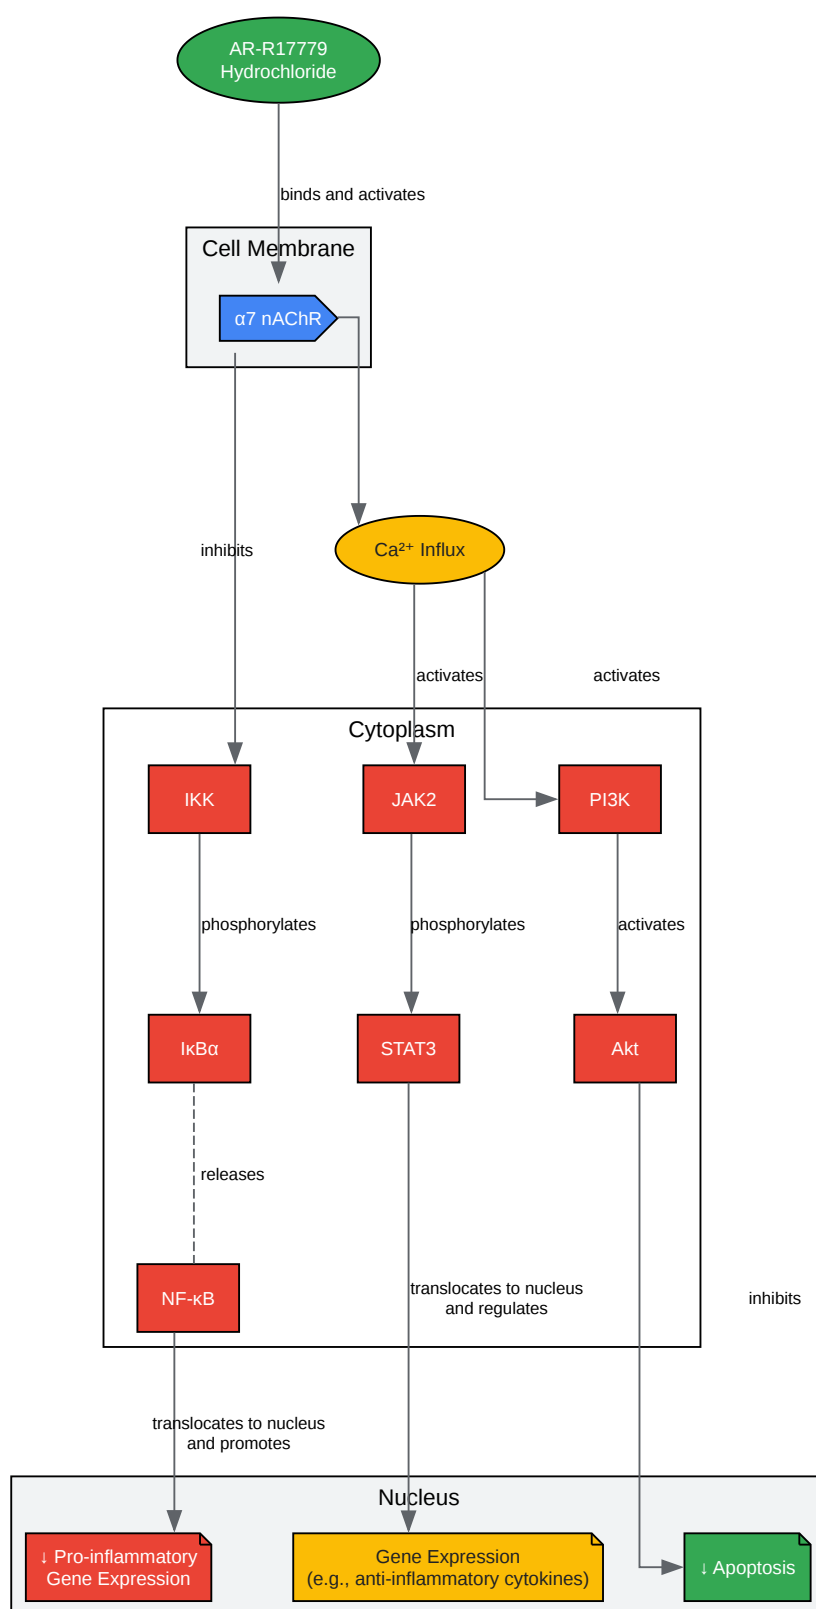 AR-R17779
Hydrochloride
binds and activates
Cell Membrane
α7 nAChR
inhibits
Ca²⁺ Influx
activates
activates
Cytoplasm
IKK
JAK2
PI3K
phosphorylates
phosphorylates
activates
IκBα
STAT3
Akt
releases
NF-κB
translocates to nucleus
and regulates
inhibits
translocates to nucleus
and promotes
Nucleus
↓ Pro-inflammatory
Gene Expression
Gene Expression
(e.g., anti-inflammatory cytokines)
↓ Apoptosis